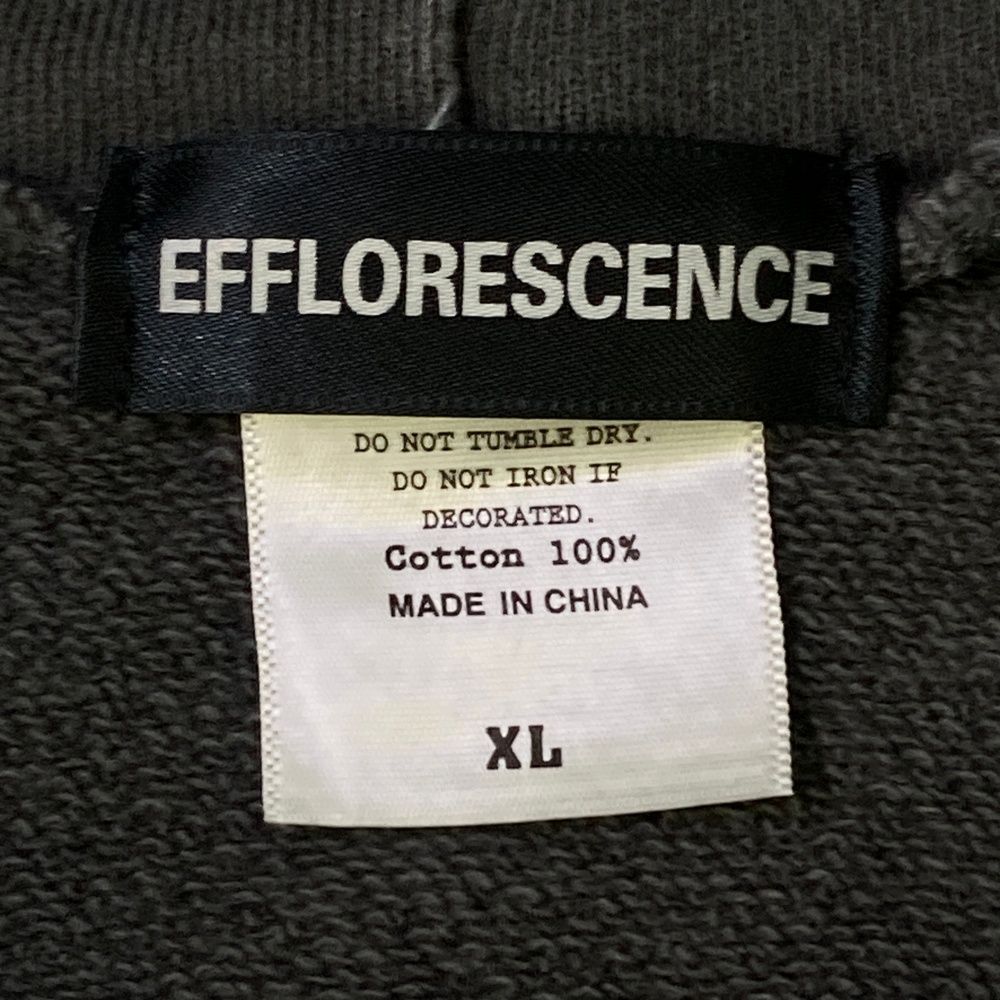 EFFLORESCENCE
DO NOT TUMBLE DRY.
DO NOT IRON IF
DECORATED.
Cotton 100%
MADE IN CHINA
XL